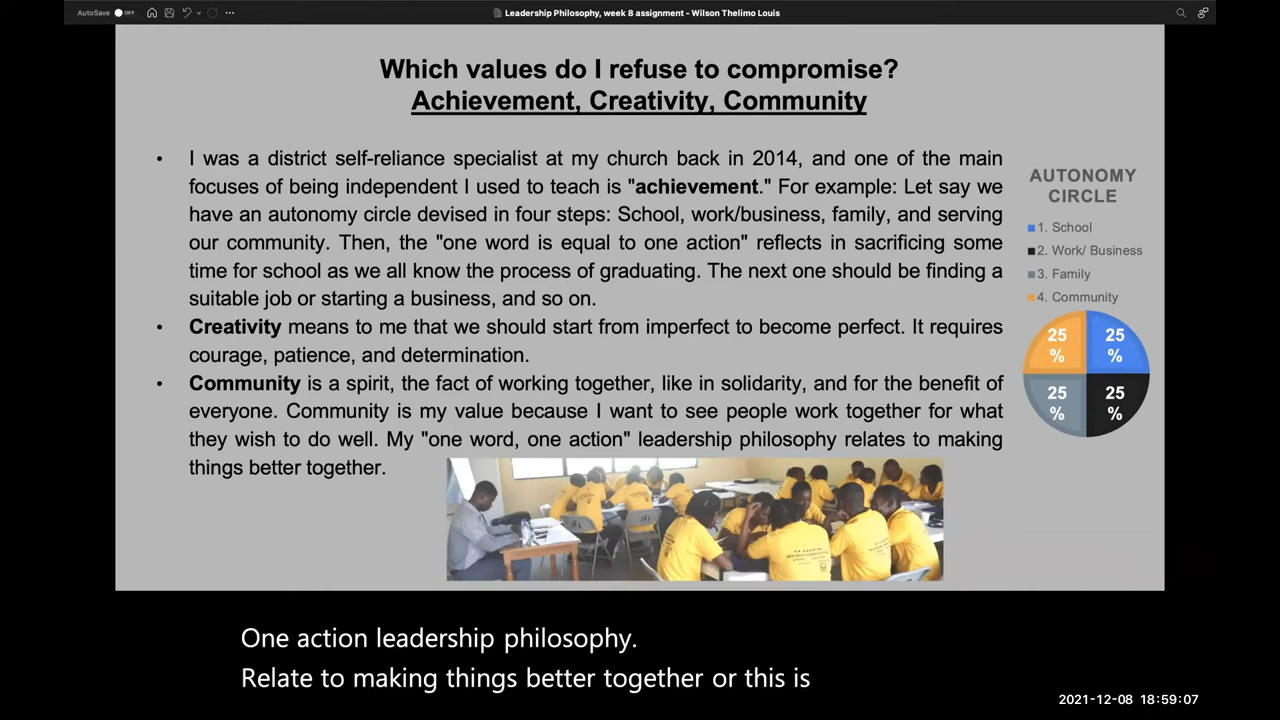 AutoSave OFF
Leadership Philosophy, week 8 assignment - Wilson Thelimo Louis
Which values do I refuse to compromise?
Achievement, Creativity, Community
• I was a district self-reliance specialist at my church back in 2014, and one of the main
focuses of being independent I used to teach is "achievement." For example: Let say we
have an autonomy circle devised in four steps: School, work/business, family, and serving
our community. Then, the "one word is equal to one action" reflects in sacrificing some
time for school as we all know the process of graduating. The next one should be finding a
suitable job or starting a business, and so on.
• Creativity means to me that we should start from imperfect to become perfect. It requires
courage, patience, and determination.
• Community is a spirit, the fact of working together, like in solidarity, and for the benefit of
everyone. Community is my value because I want to see people work together for what
they wish to do well. My "one word, one action" leadership philosophy relates to making
things better together.
AUTONOMY
CIRCLE
1. School
2. Work/ Business
3. Family
4. Community
25 25
% %
25 25
% %
One action leadership philosophy.
Relate to making things better together or this is
2021-12-08 18:59:07